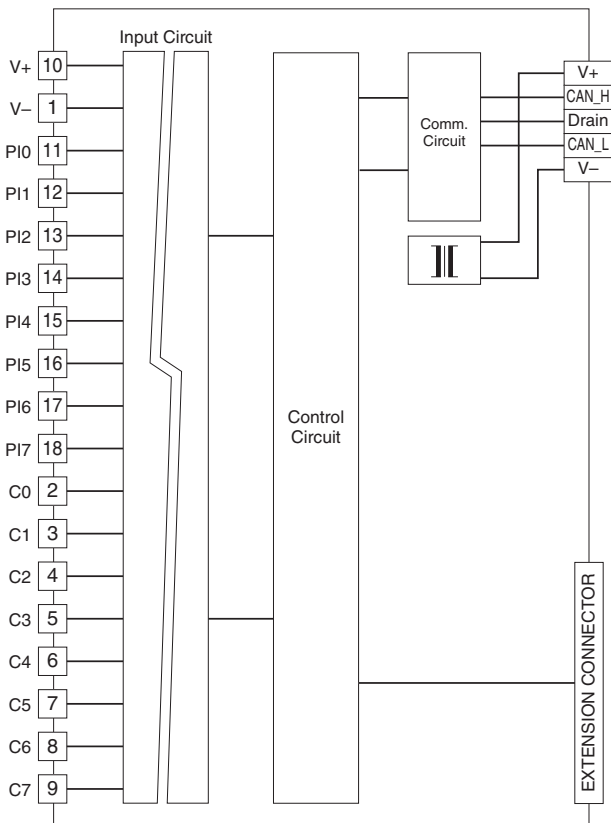 Input Circuit
V+ 10
V– 1
PI0 11
PI1 12
PI2 13
PI3 14
PI4 15
PI5 16
PI6 17
PI7 18
C0 2
C1 3
C2 4
C3 5
C4 6
C5 7
C6 8
C7 9
Control
Circuit
Comm.
Circuit
V+
CAN_H
Drain
CAN_L
V–
EXTENSION CONNECTOR